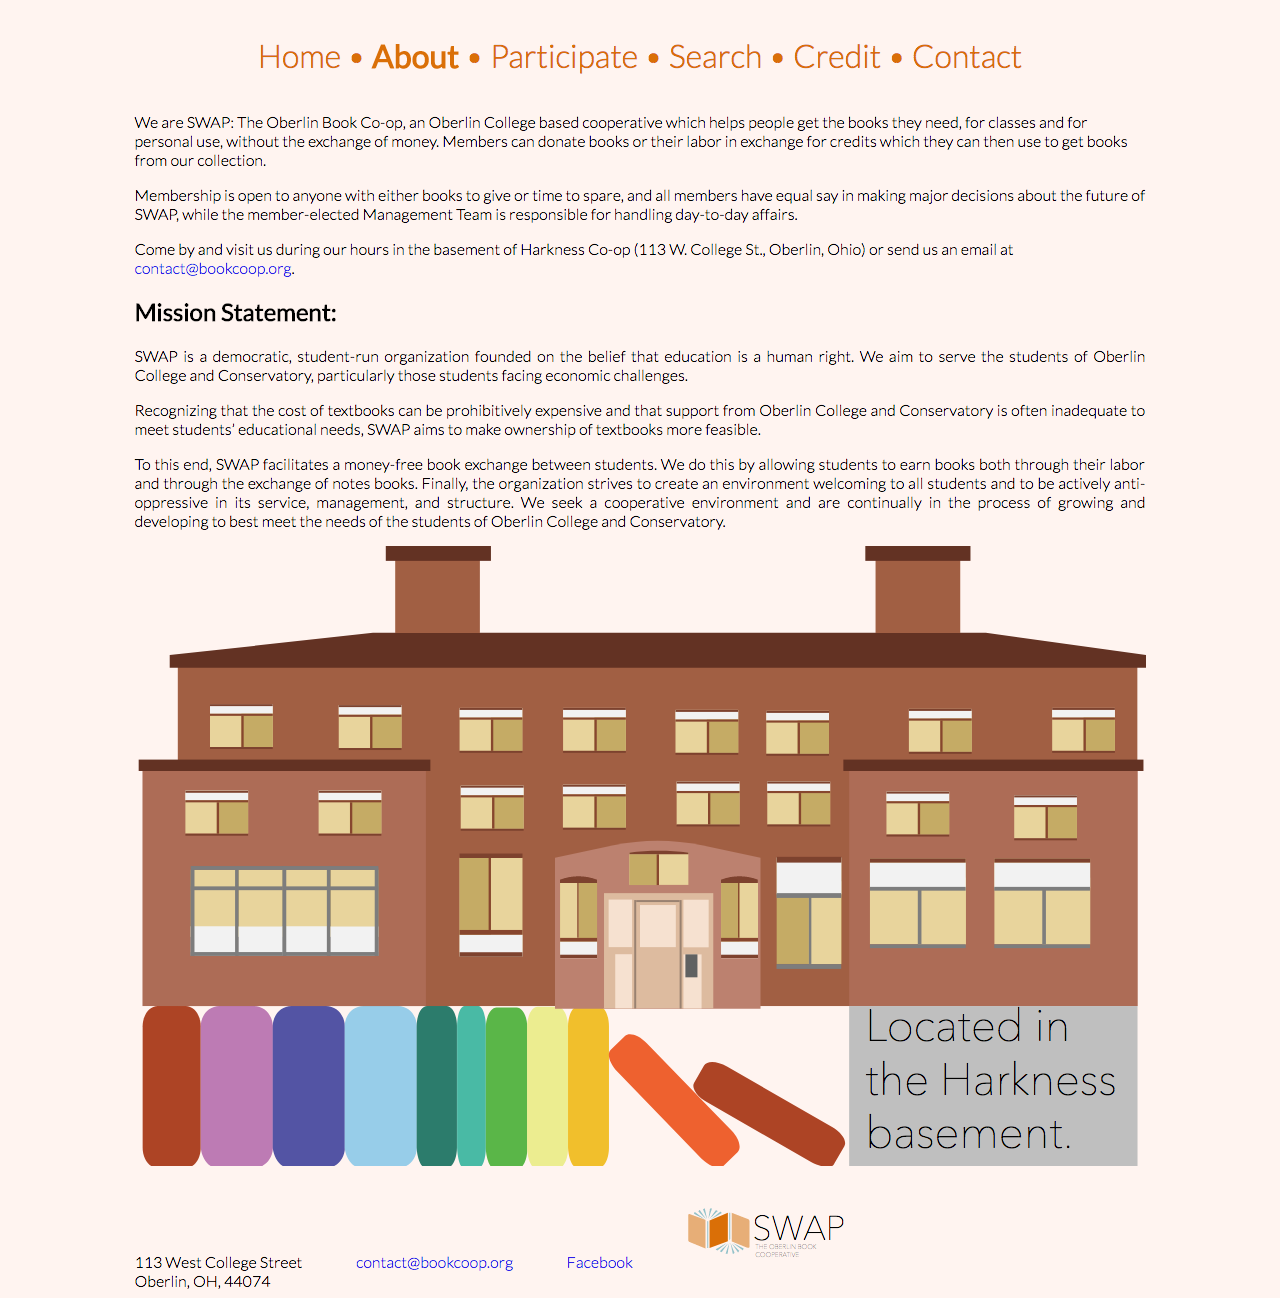 Home • About • Participate • Search • Credit • Contact
We are SWAP: The Oberlin Book Co-op, an Oberlin College based cooperative which helps people get the books they need, for classes and for
personal use, without the exchange of money. Members can donate books or their labor in exchange for credits which they can then use to get books
from our collection.
Membership is open to anyone with either books to give or time to spare, and all members have equal say in making major decisions about the future of
SWAP, while the member-elected Management Team is responsible for handling day-to-day affairs.
Come by and visit us during our hours in the basement of Harkness Co-op (113 W. College St., Oberlin, Ohio) or send us an email at
contact@bookcoop.org.
Mission Statement:
SWAP is a democratic, student-run organization founded on the belief that education is a human right. We aim to serve the students of Oberlin
College and Conservatory, particularly those students facing economic challenges.
Recognizing that the cost of textbooks can be prohibitively expensive and that support from Oberlin College and Conservatory is often inadequate to
meet students' educational needs, SWAP aims to make ownership of textbooks more feasible.
To this end, SWAP facilitates a money-free book exchange between students. We do this by allowing students to earn books both through their labor
and through the exchange of notes books. Finally, the organization strives to create an environment welcoming to all students and to be actively anti-
oppressive in its service, management, and structure. We seek a cooperative environment and are continually in the process of growing and
developing to best meet the needs of the students of Oberlin College and Conservatory.
Located in
the Harkness
basement.
SWAP
THE OBERLIN BOOK
COOPERATIVE
113 West College Street contact@bookcoop.org Facebook
Oberlin, OH, 44074